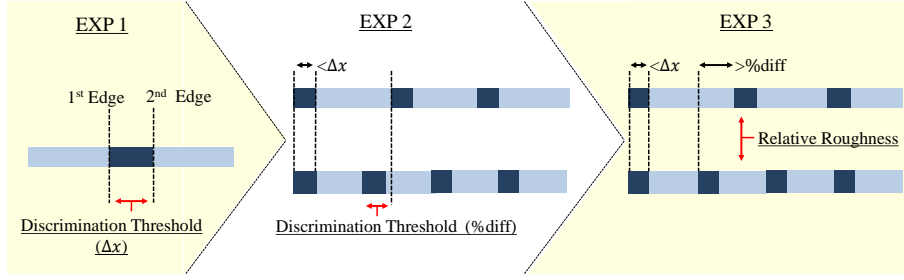 EXP 1
1st Edge
2nd Edge
Discrimination Threshold
(Δx)
EXP 2
<Δx
Discrimination Threshold (%diff)
EXP 3
<Δx
>%diff
Relative Roughness